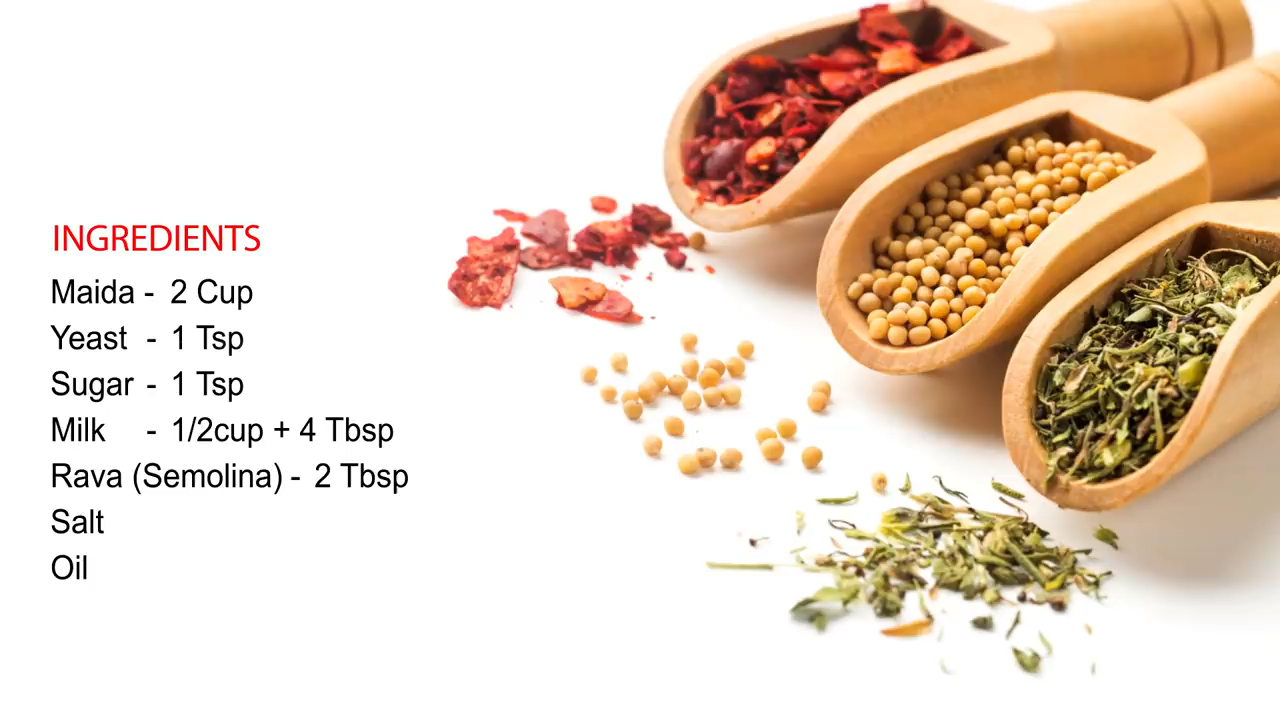 INGREDIENTS
Maida - 2 Cup
Yeast - 1 Tsp
Sugar - 1 Tsp
Milk - 1/2cup + 4 Tbsp
Rava (Semolina) - 2 Tbsp
Salt
Oil